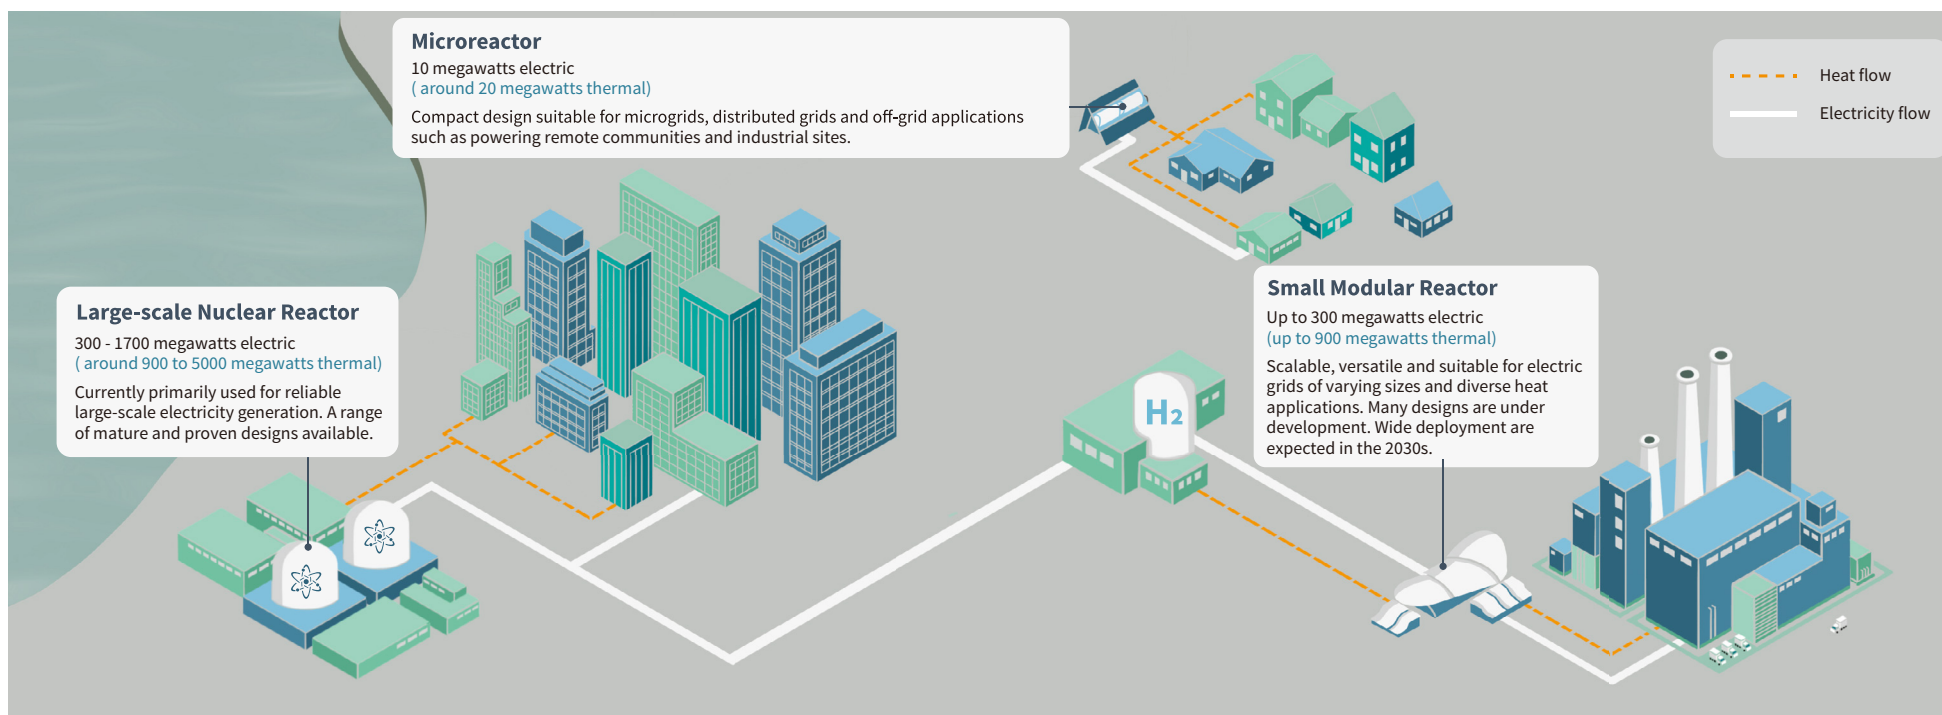 Microreactor
10 megawatts electric
( around 20 megawatts thermal)
Compact design suitable for microgrids, distributed grids and off-grid applications
such as powering remote communities and industrial sites.
Heat flow
Electricity flow
Large-scale Nuclear Reactor
300 - 1700 megawatts electric
( around 900 to 5000 megawatts thermal)
Currently primarily used for reliable
large-scale electricity generation. A range
of mature and proven designs available.
H2
Small Modular Reactor
Up to 300 megawatts electric
(up to 900 megawatts thermal)
Scalable, versatile and suitable for electric
grids of varying sizes and diverse heat
applications. Many designs are under
development. Wide deployment are
expected in the 2030s.